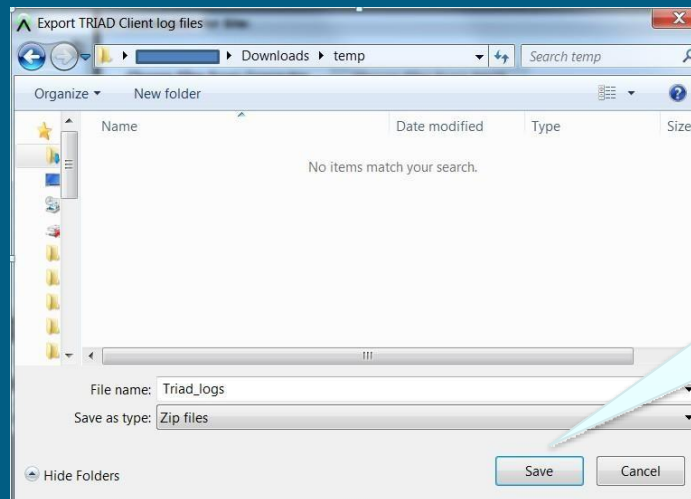 Export TRIAD Client log files
Downloads temp Search temp
Organize New folder
Name Date modified Type Size
No items match your search.
File name: Triad_logs
Save as type: Zip files
Hide Folders Save Cancel